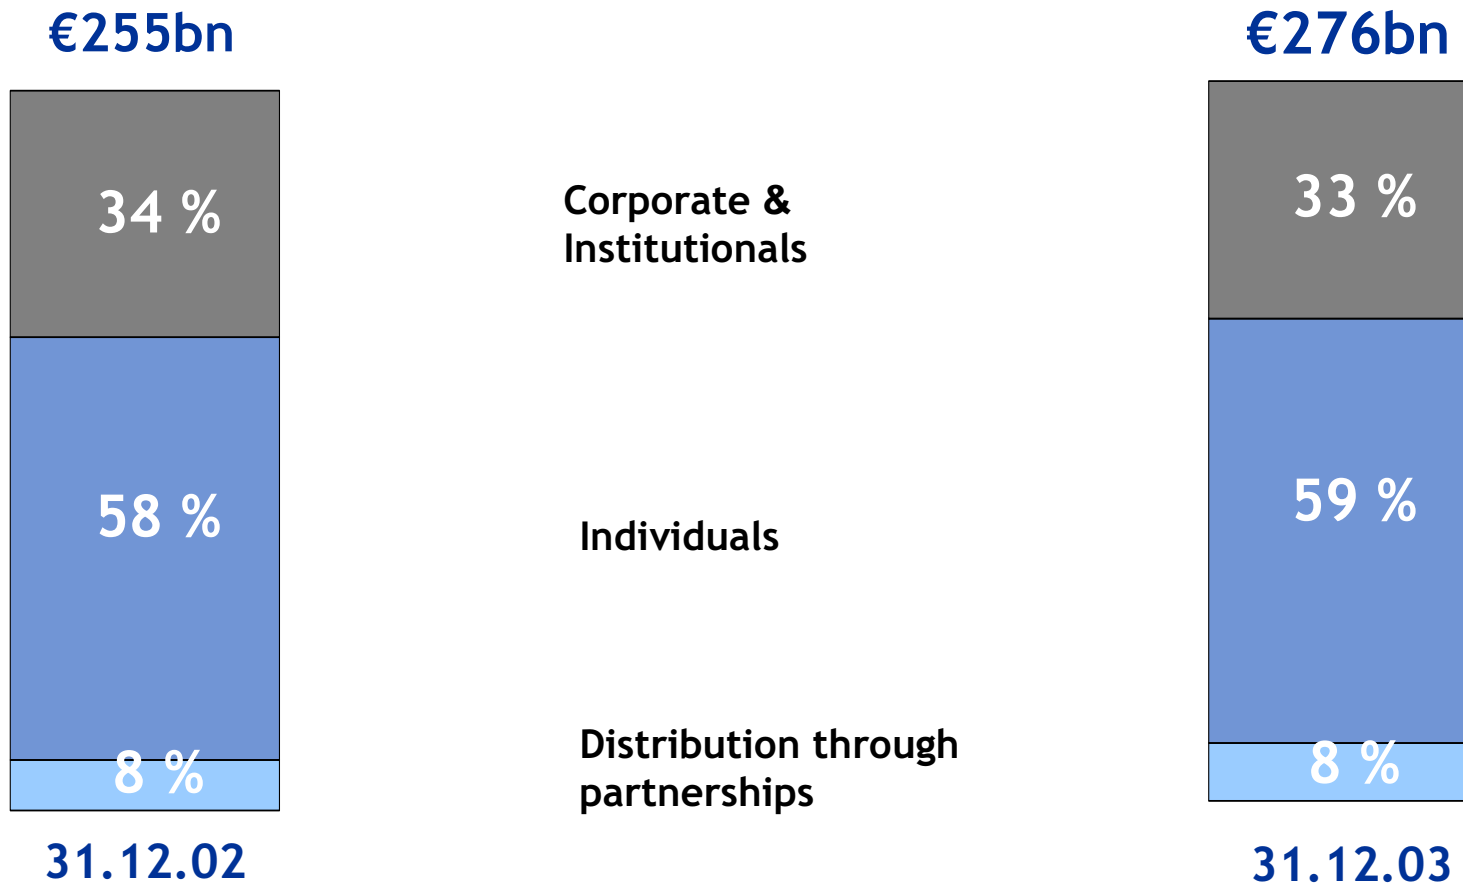 €255bn
€276bn
34 %
Corporate &
Institutionals
33 %
58 %
Individuals
59 %
8 %
Distribution through
partnerships
8 %
31.12.02
31.12.03